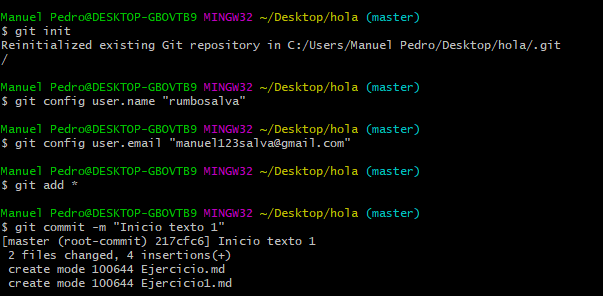 Manuel Pedro@DESKTOP-GBOVTB9 MINGW32 ~/Desktop/hola (master)
$ git init
Reinitialized existing Git repository in C:/Users/Manuel Pedro/Desktop/hola/.git
/
Manuel Pedro@DESKTOP-GBOVTB9 MINGW32 ~/Desktop/hola (master)
$ git config user.name "rumbosalva"
Manuel Pedro@DESKTOP-GBOVTB9 MINGW32 ~/Desktop/hola (master)
$ git config user.email "manuel123salva@gmail.com"
Manuel Pedro@DESKTOP-GBOVTB9 MINGW32 ~/Desktop/hola (master)
$ git add *
Manuel Pedro@DESKTOP-GBOVTB9 MINGW32 ~/Desktop/hola (master)
$ git commit -m "Inicio texto 1"
[master (root-commit) 217cfc6] Inicio texto 1
 2 files changed, 4 insertions(+)
 create mode 100644 Ejercicio.md
 create mode 100644 Ejercicio1.md